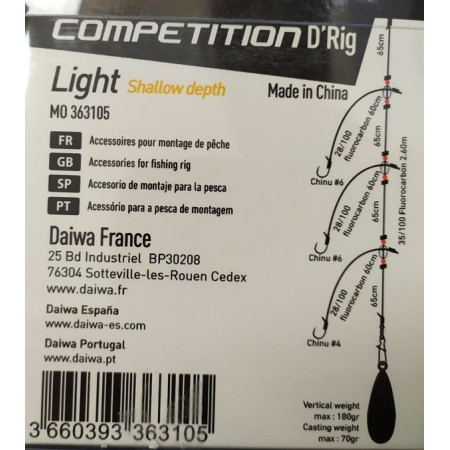 COMPETITION D'Rig
Light Shallow depth
Made in China
MO 363105
FR Accessoires pour montage de pêche
GB Accessories for fishing rig
SP Accesorio de montaje para la pesca
PT Acessório para a pesca de montagem
Daiwa France
25 Bd Industriel BP30208
76304 Sotteville-les-Rouen Cedex
www.daiwa.fr
Daiwa España
www.daiwa-es.com
Daiwa Portugal
www.daiwa.pt
3 660393 363105
65cm
28/100
fluorocarbon 60cm
Chinu #6
65cm
28/100
fluorocarbon 60cm
Chinu #6
65cm
28/100
fluorocarbon 60cm
Chinu #4
65cm
35/100 Fluorocarbon 2.60m
Vertical weight
max : 180gr
Casting weight
max : 70gr